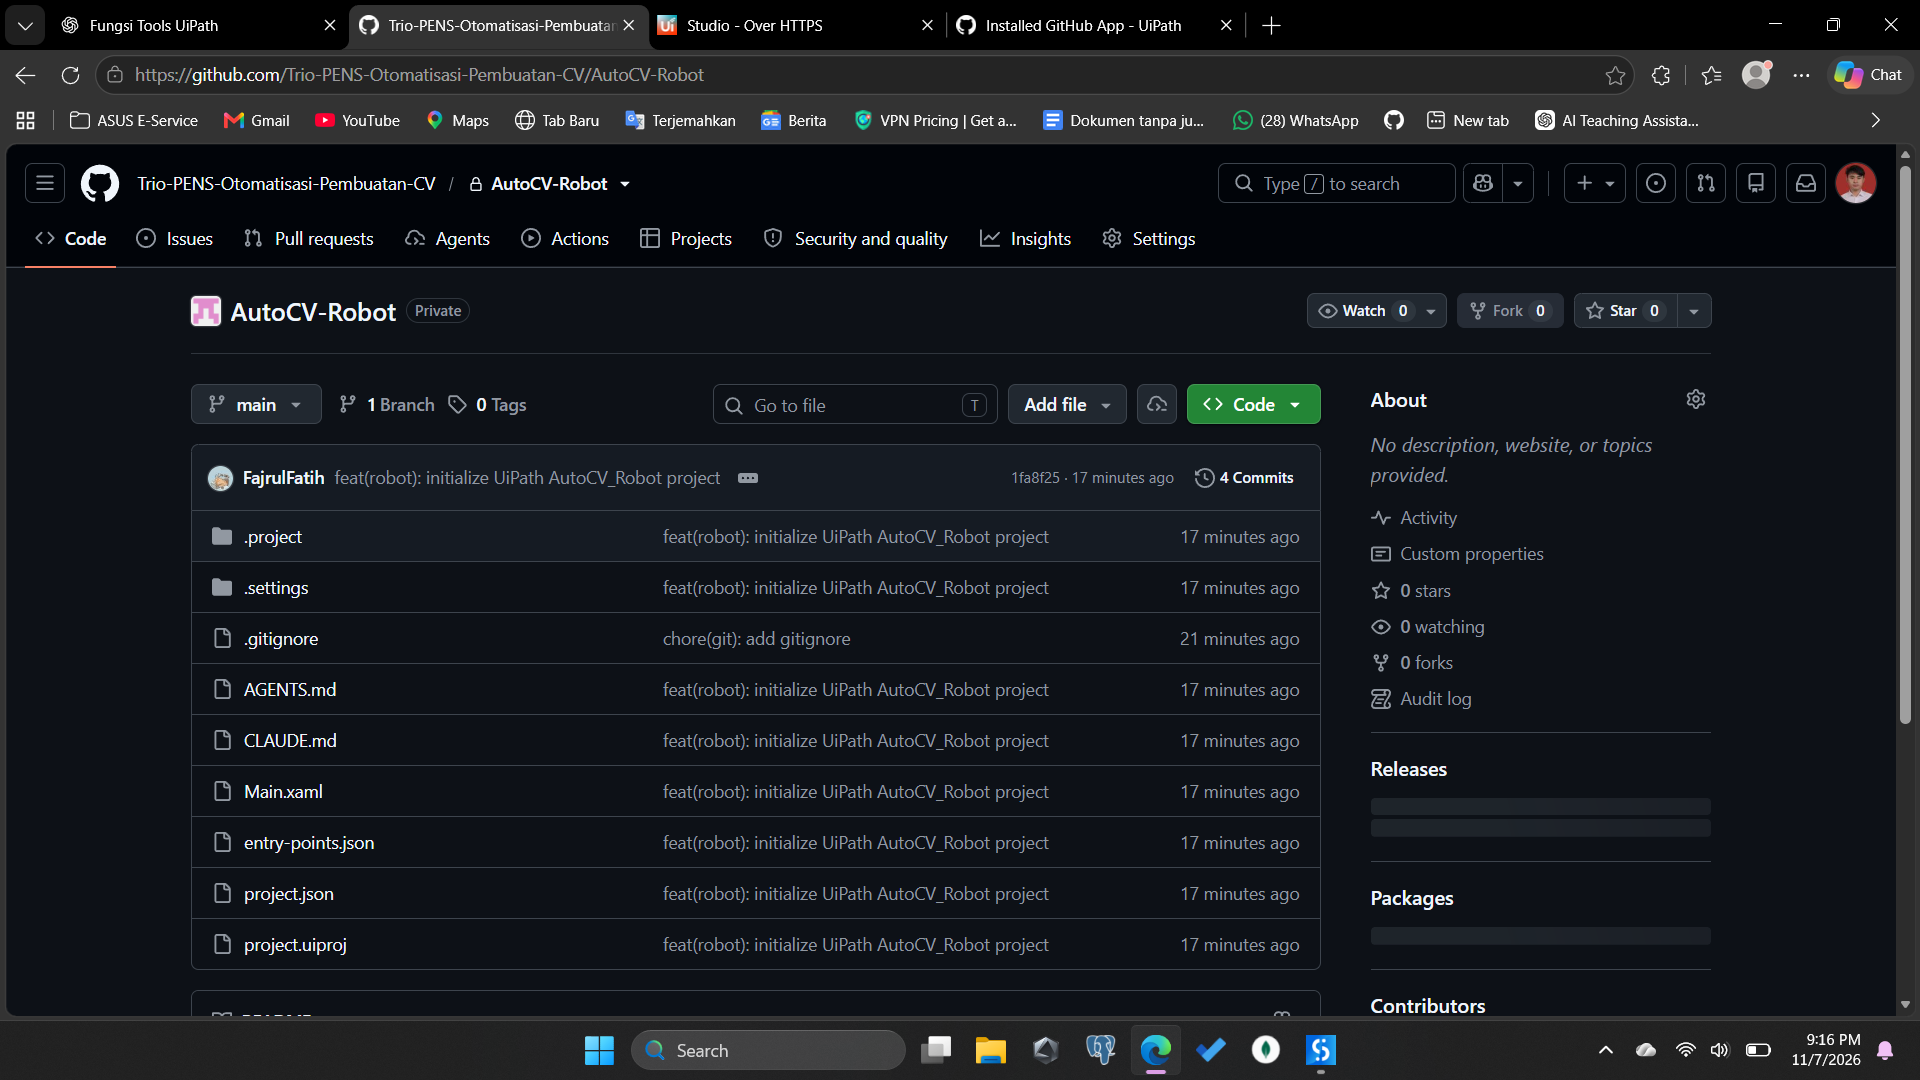 Fungsi Tools UiPath
Trio-PENS-Otomatisasi-Pembuatan
Studio - Over HTTPS
Installed GitHub App - UiPath
https://github.com/Trio-PENS-Otomatisasi-Pembuatan-CV/AutoCV-Robot
Chat
ASUS E-Service
Gmail
YouTube
Maps
Tab Baru
Terjemahkan
Berita
VPN Pricing | Get a...
Dokumen tanpa ju...
(28) WhatsApp
New tab
AI Teaching Assista...
Trio-PENS-Otomatisasi-Pembuatan-CV / AutoCV-Robot
Type / to search
Code
Issues
Pull requests
Agents
Actions
Projects
Security and quality
Insights
Settings
AutoCV-Robot Private
Watch 0
Fork 0
Star 0
main
1 Branch
0 Tags
Go to file T
Add file
Code
FajrulFatih feat(robot): initialize UiPath AutoCV_Robot project
1fa8f25 · 17 minutes ago
4 Commits
.project feat(robot): initialize UiPath AutoCV_Robot project 17 minutes ago
.settings feat(robot): initialize UiPath AutoCV_Robot project 17 minutes ago
.gitignore chore(git): add gitignore 21 minutes ago
AGENTS.md feat(robot): initialize UiPath AutoCV_Robot project 17 minutes ago
CLAUDE.md feat(robot): initialize UiPath AutoCV_Robot project 17 minutes ago
Main.xaml feat(robot): initialize UiPath AutoCV_Robot project 17 minutes ago
entry-points.json feat(robot): initialize UiPath AutoCV_Robot project 17 minutes ago
project.json feat(robot): initialize UiPath AutoCV_Robot project 17 minutes ago
project.uiproj feat(robot): initialize UiPath AutoCV_Robot project 17 minutes ago
About
No description, website, or topics
provided.
Activity
Custom properties
0 stars
0 watching
0 forks
Audit log
Releases
Packages
Contributors
Search
9:16 PM
11/7/2026